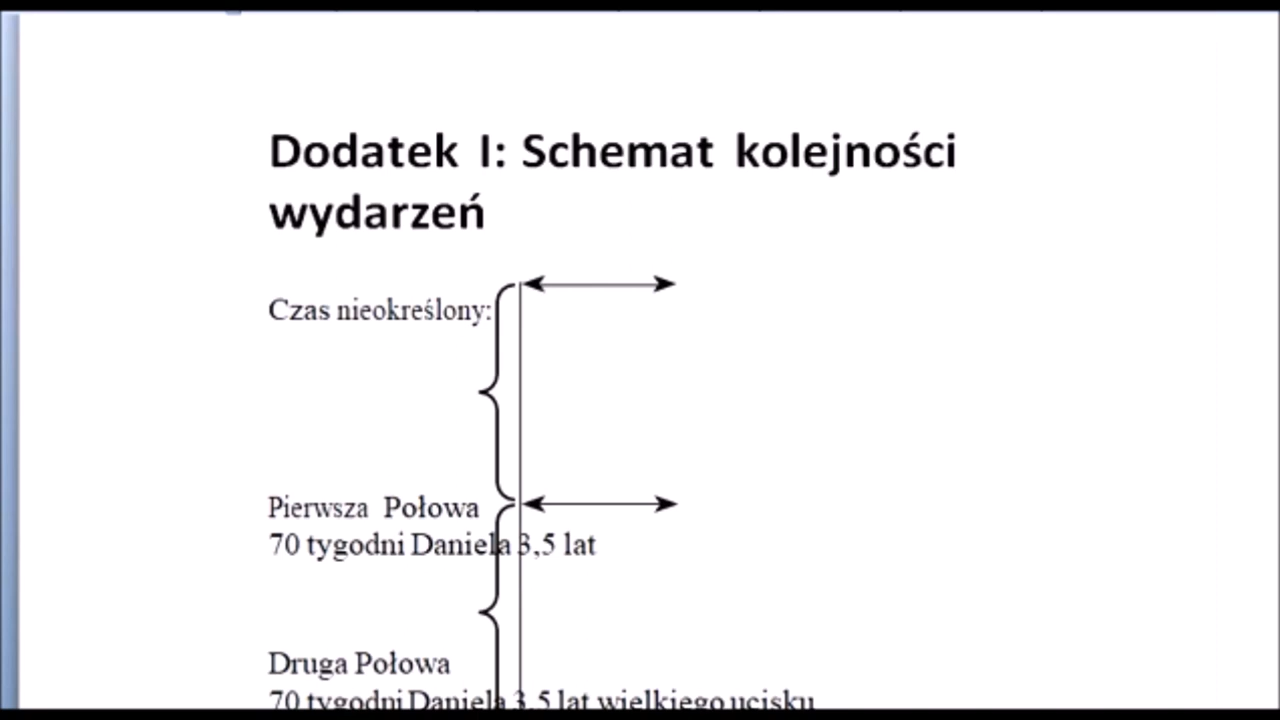 Dodatek I: Schemat kolejności
wydarzeń
Czas nieokreślony:
Pierwsza Połowa
70 tygodni Daniela 3,5 lat
Druga Połowa
70 tygodni Daniela 3,5 lat wielkiego ucisku